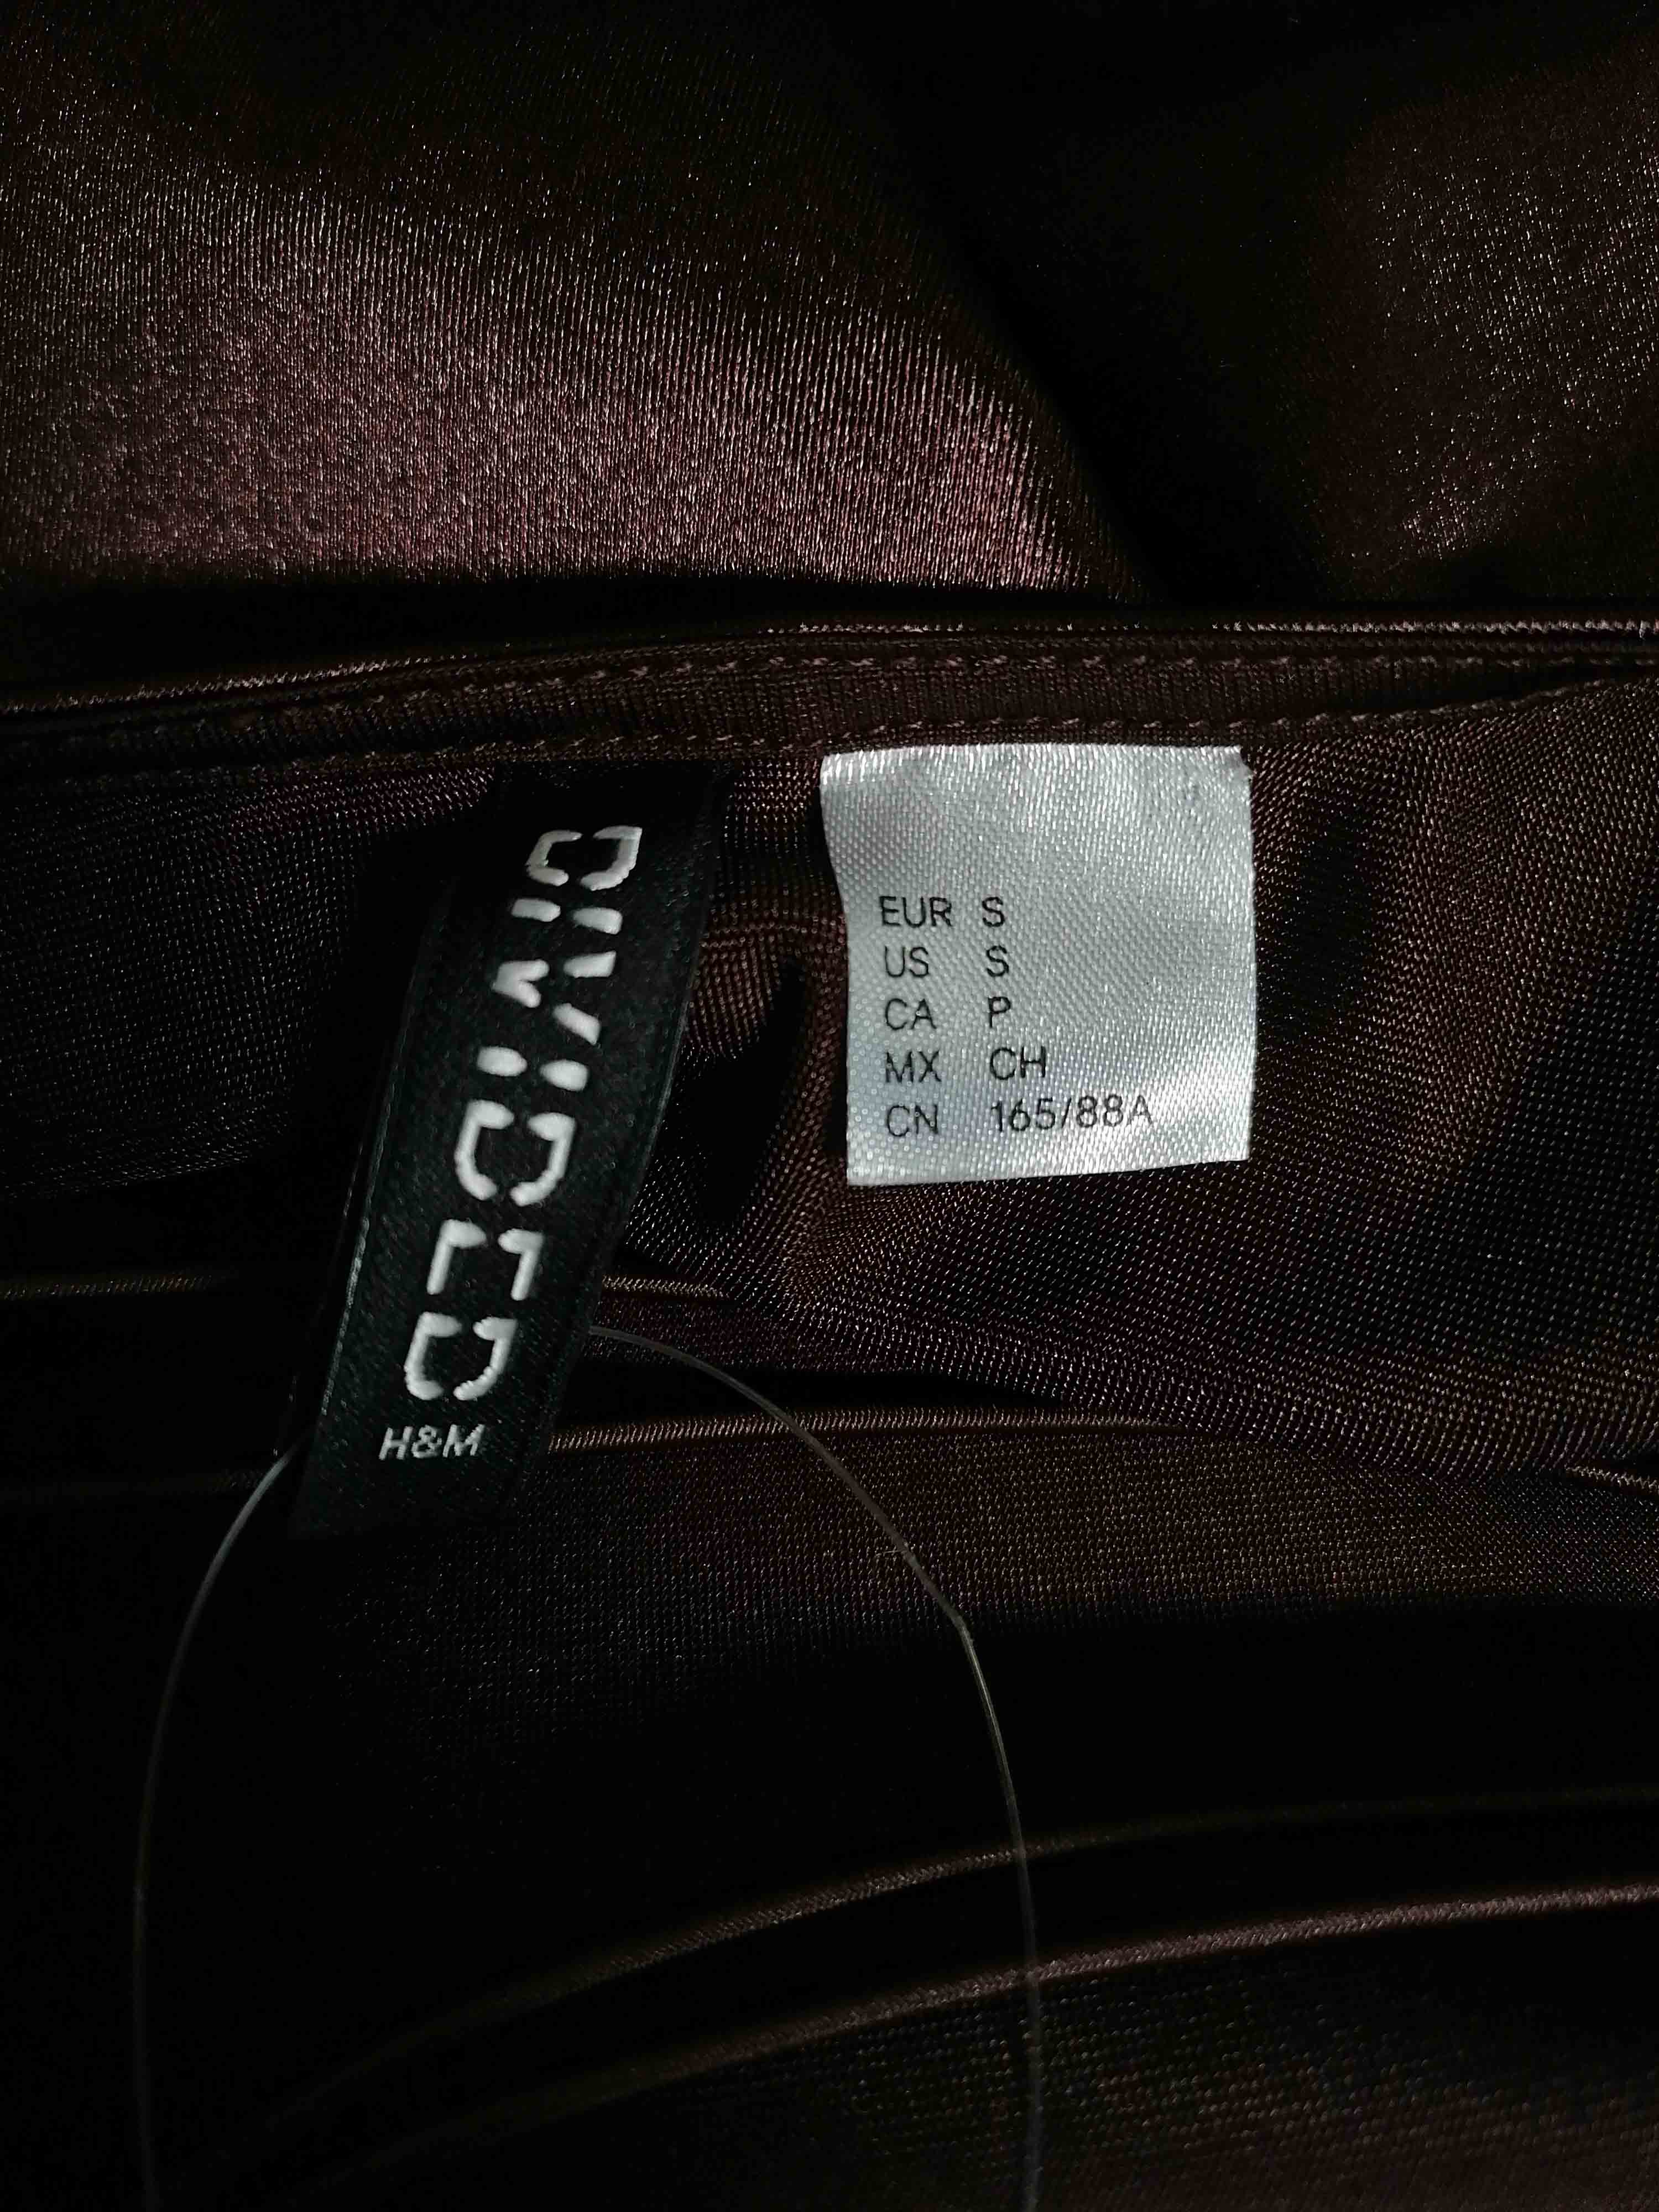 DIVIDED
H&M
EUR S
US S
CA P
MX CH
CN 165/88A